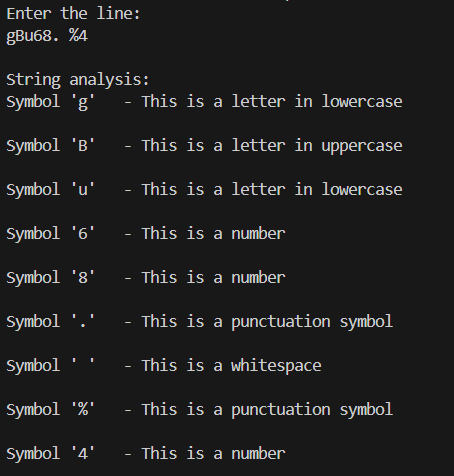 Enter the line:
gBu68. %4
String analysis:
Symbol 'g'   - This is a letter in lowercase
Symbol 'B'   - This is a letter in uppercase
Symbol 'u'   - This is a letter in lowercase
Symbol '6'   - This is a number
Symbol '8'   - This is a number
Symbol '.'   - This is a punctuation symbol
Symbol ' '   - This is a whitespace
Symbol '%'   - This is a punctuation symbol
Symbol '4'   - This is a number